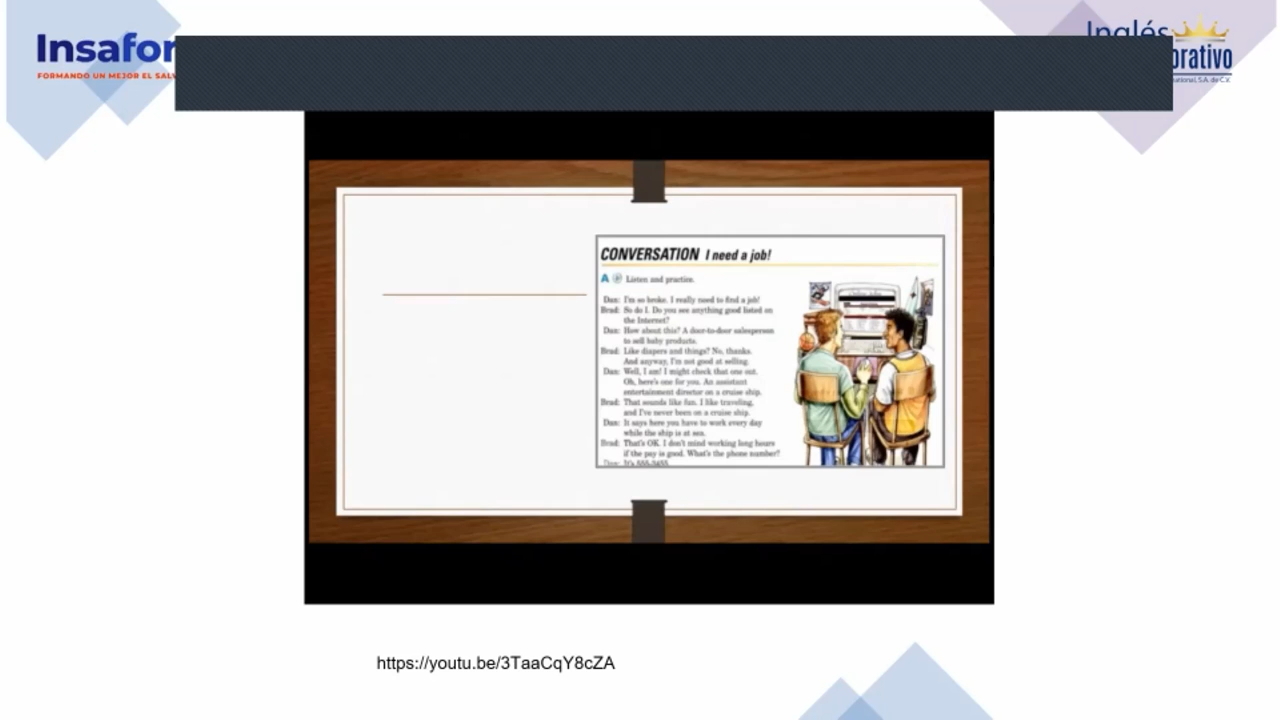 Insafor
FORMANDO UN MEJOR EL SALV
Inglés
orativo
national, S.A. de C.V.
CONVERSATION I need a job!
A Listen and practice.
Dan: I'm so broke. I really need to find a job!
Brad: So do I. Do you see anything good listed on
the Internet?
Dan: How about this? A door-to-door salesperson
to sell baby products.
Brad: Like diapers and things? No, thanks.
And anyway, I'm not good at selling.
Dan: Well, I am! I might check that one out.
Oh, here's one for you. An assistant
entertainment director on a cruise ship.
Brad: That sounds like fun. I like traveling,
and I've never been on a cruise ship.
Dan: It says here you have to work every day
while the ship is at sea.
Brad: That's OK. I don't mind working long hours
if the pay is good. What's the phone number?
Dan: It's 555-3455
https://youtu.be/3TaaCqY8cZA